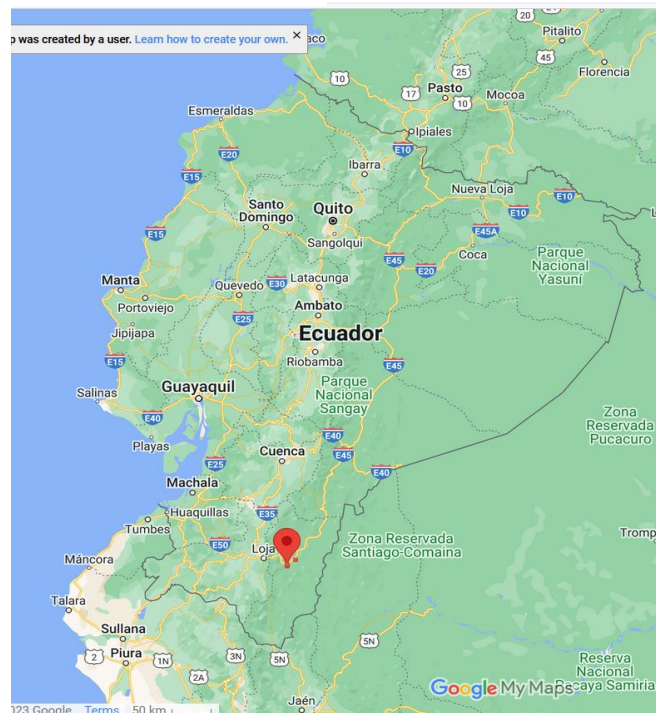 p was created by a user. Learn how to create your own. ×
aco
20
Pitalito
45
10
25
Florencia
17
Pasto
10
Mocoa
Esmeraldas
Ipiales
E10
E20
Ibarra
E15
Nueva Loja
E10
E10
Santo
Domingo
Quito
E45A
E15
Sangolqui
E45
Coca
E20
Parque
Nacional
Yasuní
Manta
Quevedo
E30
Latacunga
Portoviejo
Ambato
E25
Jipijapa
Ecuador
E15
Riobamba
E45
Guayaquil
Parque
Nacional
Sangay
Salinas
E40
Zona
Reservada
Pucacuro
Playas
E40
Cuenca
E45
E25
E40
Machala
Huaquillas
E35
Tumbes
E50
Loja
Zona Reservada
Santiago-Comaina
Tromp
Máncora
Talara
Sullana
5N
2
Piura
1N
3N
5N
2A
Reserva
Nacional
Pacaya Samiria
Google My Maps
Jaén
023 Google Terms 50 km